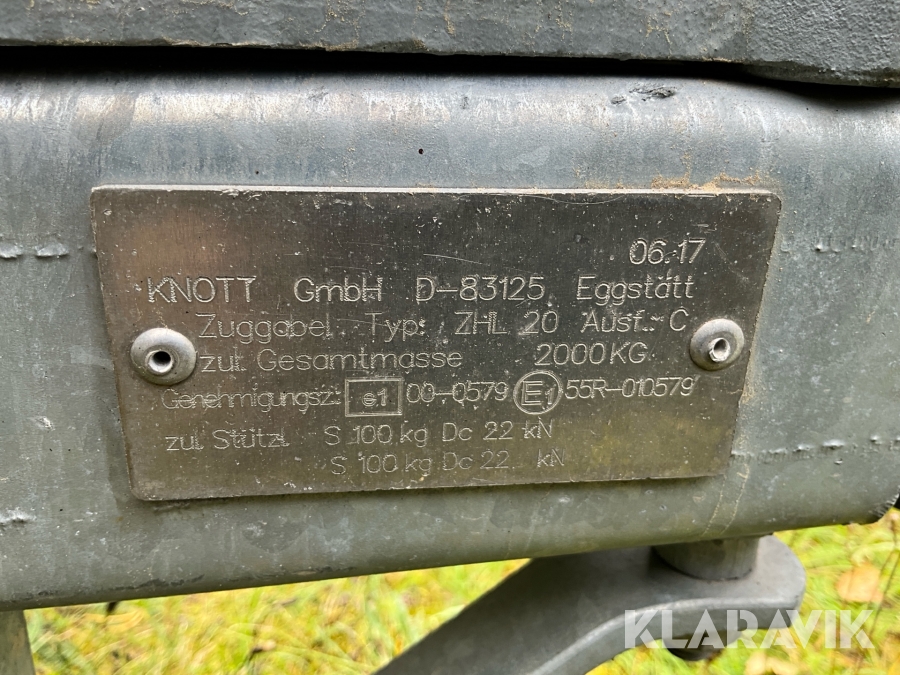 06.17
KNOTT GmbH D-83125 Eggstätt
Zuggabel Typ: ZHL 20 Ausf.: C
zul. Gesamtmasse 2000KG
Genehmigungsz.: e1 00-0579 E1 55R-010579
zul. Stützl. S 100 kg Dc 22 kN
S 100 kg Dc 22 kN
KLARAVIK